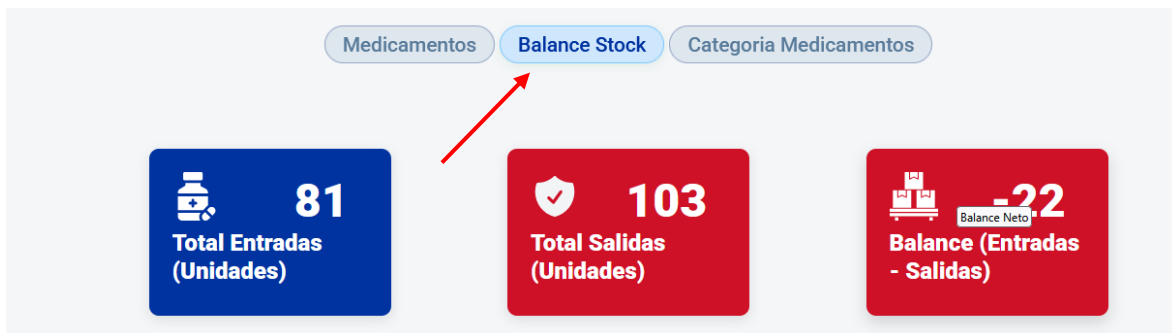 Medicamentos
Balance Stock
Categoria Medicamentos
81
Total Entradas
(Unidades)
103
Total Salidas
(Unidades)
-22
Balance Neto
Balance (Entradas
- Salidas)